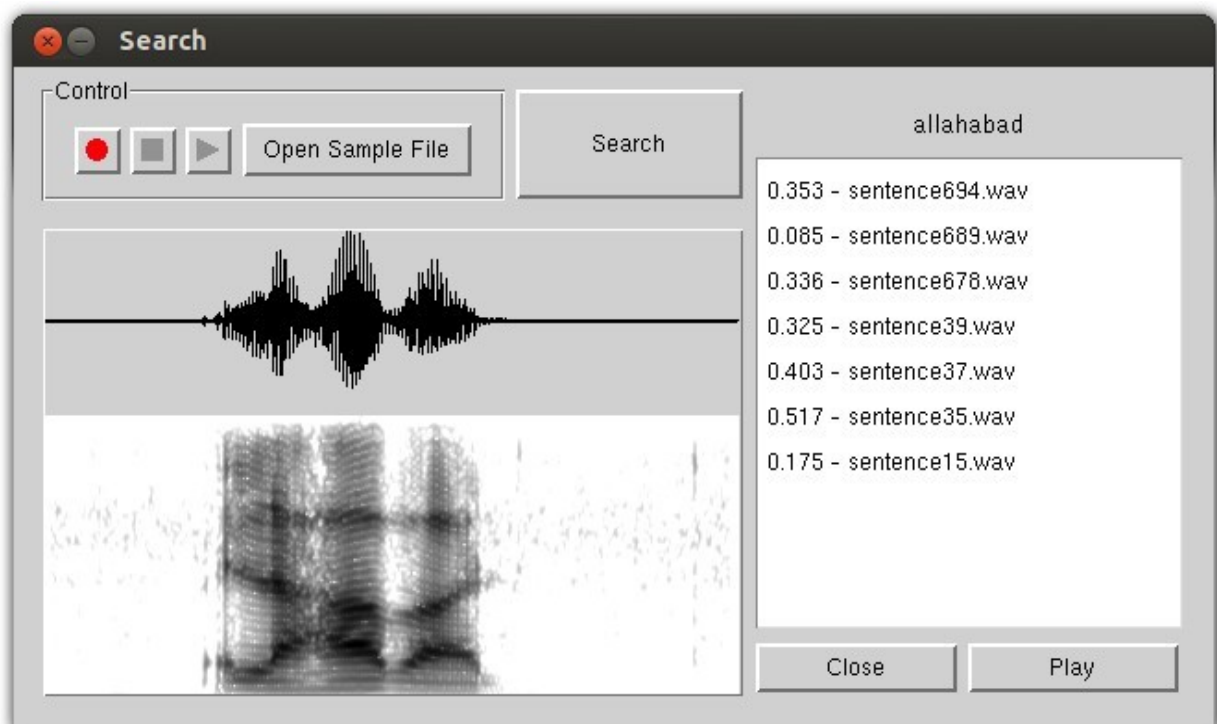 Search
Control
Open Sample File
Search
allahabad
0.353 - sentence694.wav
0.085 - sentence689.wav
0.336 - sentence678.wav
0.325 - sentence39.wav
0.403 - sentence37.wav
0.517 - sentence35.wav
0.175 - sentence15.wav
Close
Play